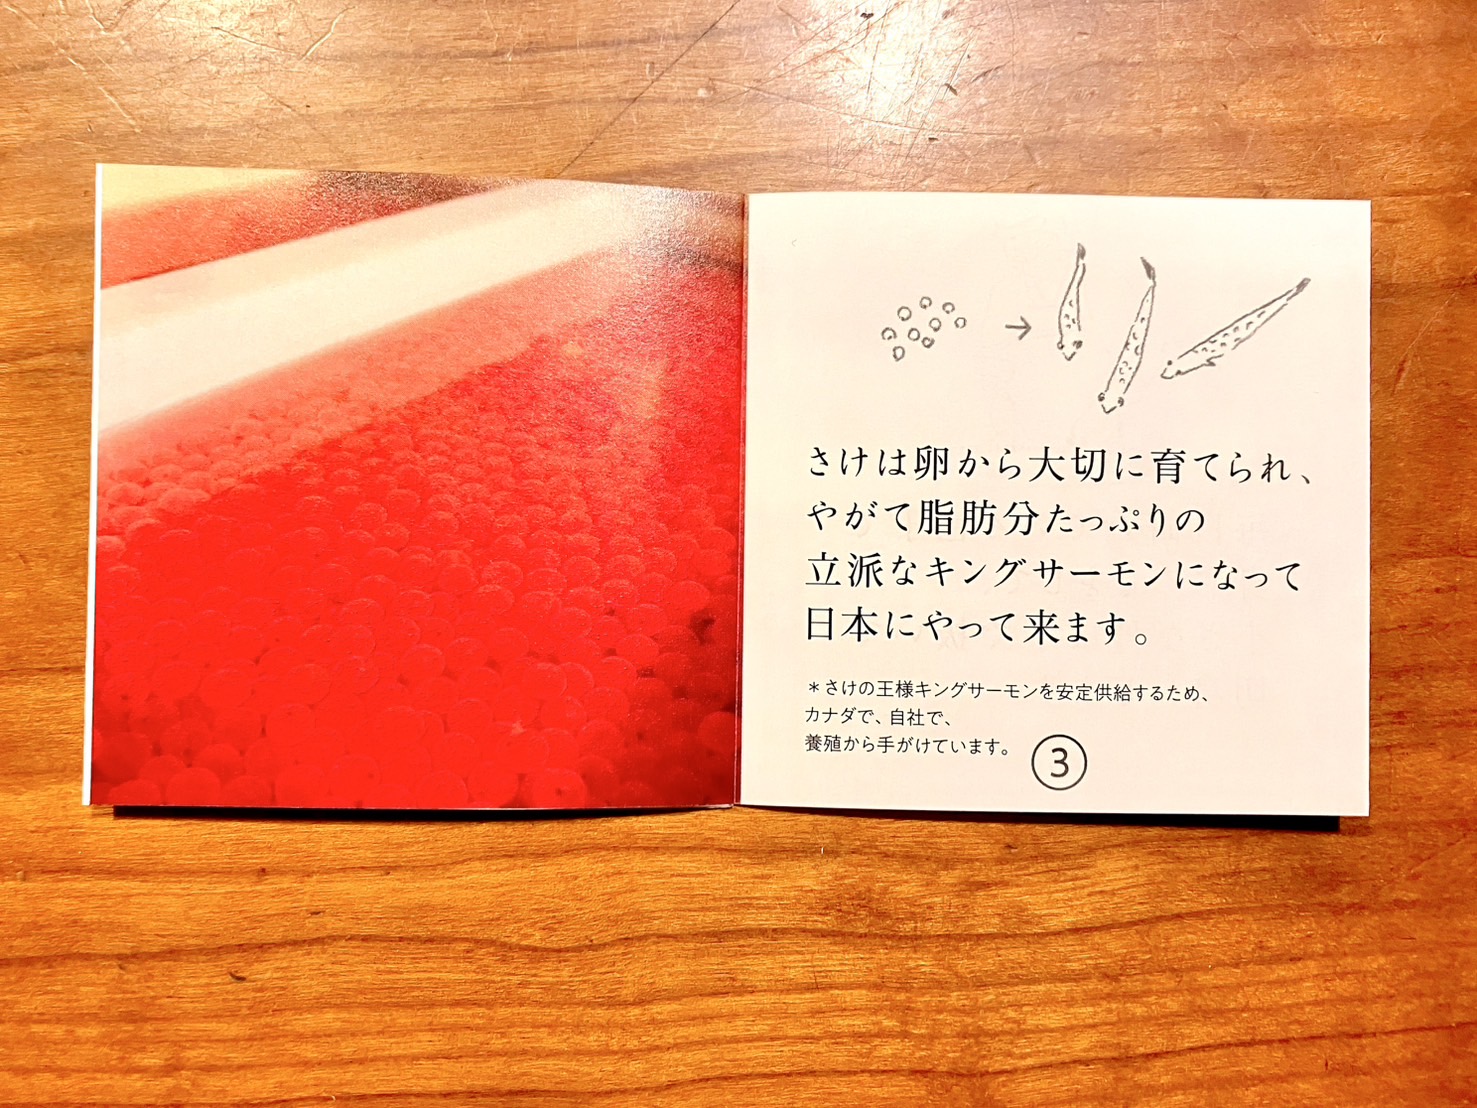 さけは卵から大切に育てられ、
やがて脂肪分たっぷりの
立派なキングサーモンになって
日本にやって来ます。
＊さけの王様キングサーモンを安定供給するため、
カナダで、自社で、
養殖から手がけています。
③